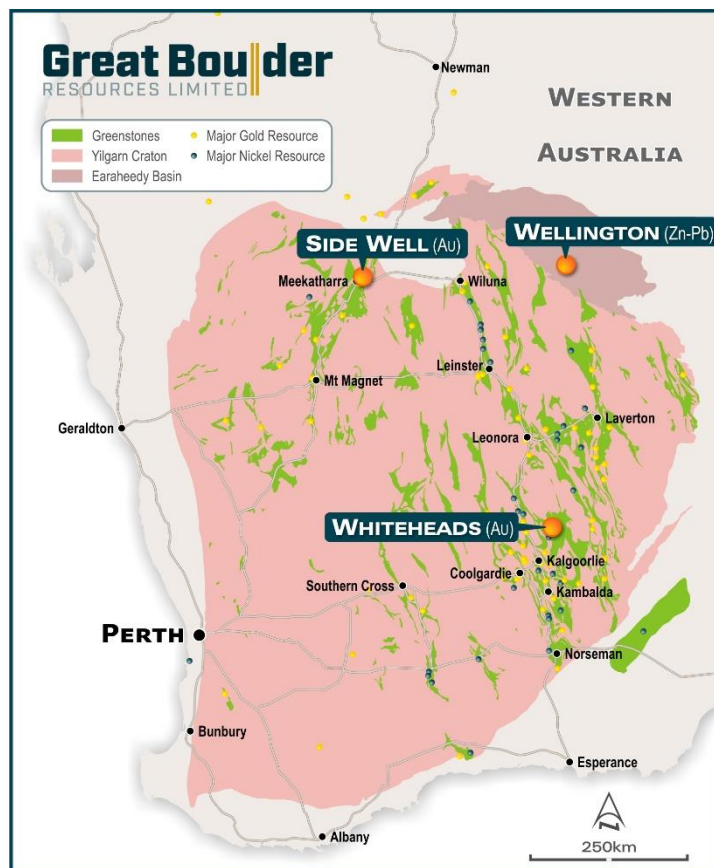 Great Boulder
RESOURCES LIMITED
Greenstones
Yilgarn Craton
Earaheedy Basin
Major Gold Resource
Major Nickel Resource
Newman
WESTERN
AUSTRALIA
SIDE WELL (Au)
WELLINGTON (Zn-Pb)
Meekatharra
Wiluna
Leinster
Mt Magnet
Geraldton
Laverton
Leonora
WHITEHEADS (Au)
Kalgoorlie
Coolgardie
Southern Cross
Kambalda
PERTH
Norseman
Bunbury
Esperance
Albany
N
250km